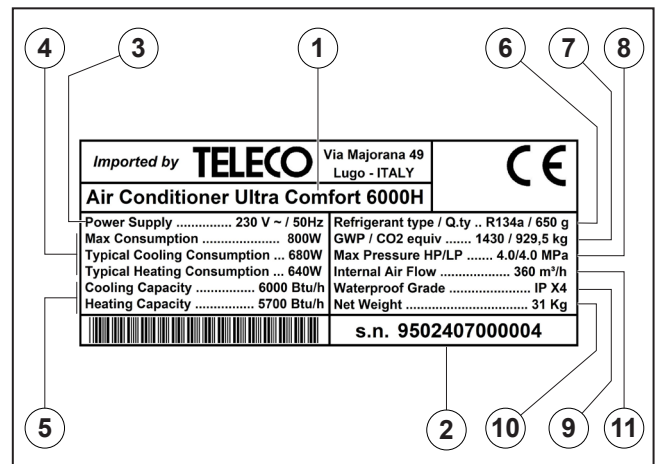 4 3 1 6 7 8
Imported by TELECO Via Majorana 49
Lugo - ITALY
CE
Air Conditioner Ultra Comfort 6000H
Power Supply ............... 230 V ~ / 50Hz
Max Consumption .................... 800W
Typical Cooling Consumption ... 680W
Typical Heating Consumption ... 640W
Cooling Capacity ................ 6000 Btu/h
Heating Capacity ............... 5700 Btu/h
Refrigerant type / Q.ty .. R134a / 650 g
GWP / CO2 equiv ....... 1430 / 929,5 kg
Max Pressure HP/LP ....... 4.0/4.0 MPa
Internal Air Flow .................. 360 m³/h
Waterproof Grade .................. IP X4
Net Weight ........................... 31 Kg
s.n. 9502407000004
5 2 10 9 11